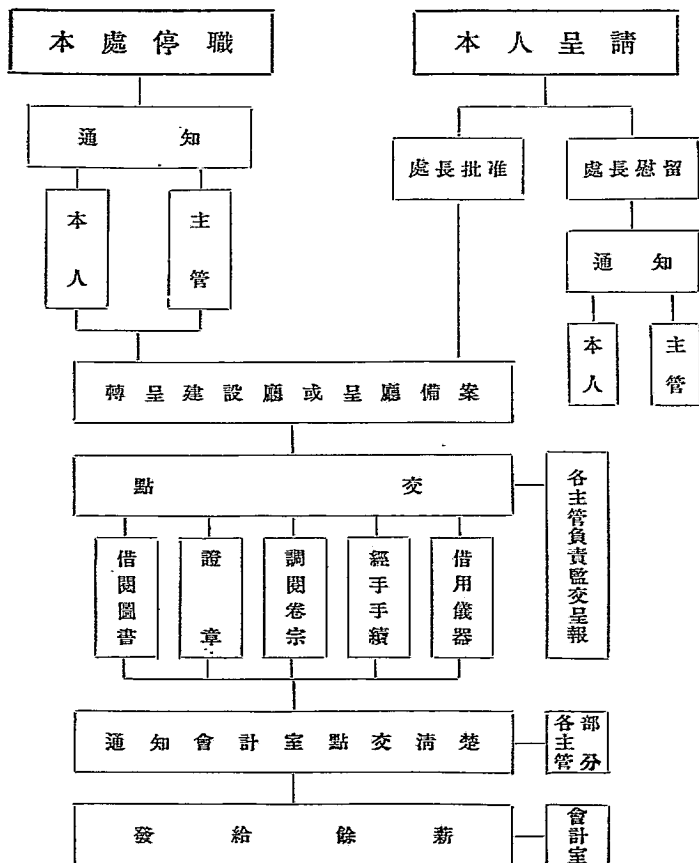 本處停職
本人呈請
通知
處長批准
處長慰留
本人
主管
通知
本人
主管
轉呈建設廳或呈廳備案
點交
各主管負責監交呈報
借閱圖書
證章
調閱卷宗
經手手續
借用儀器
通知會計室點交清楚
各部分主管
發給餘薪
會計室